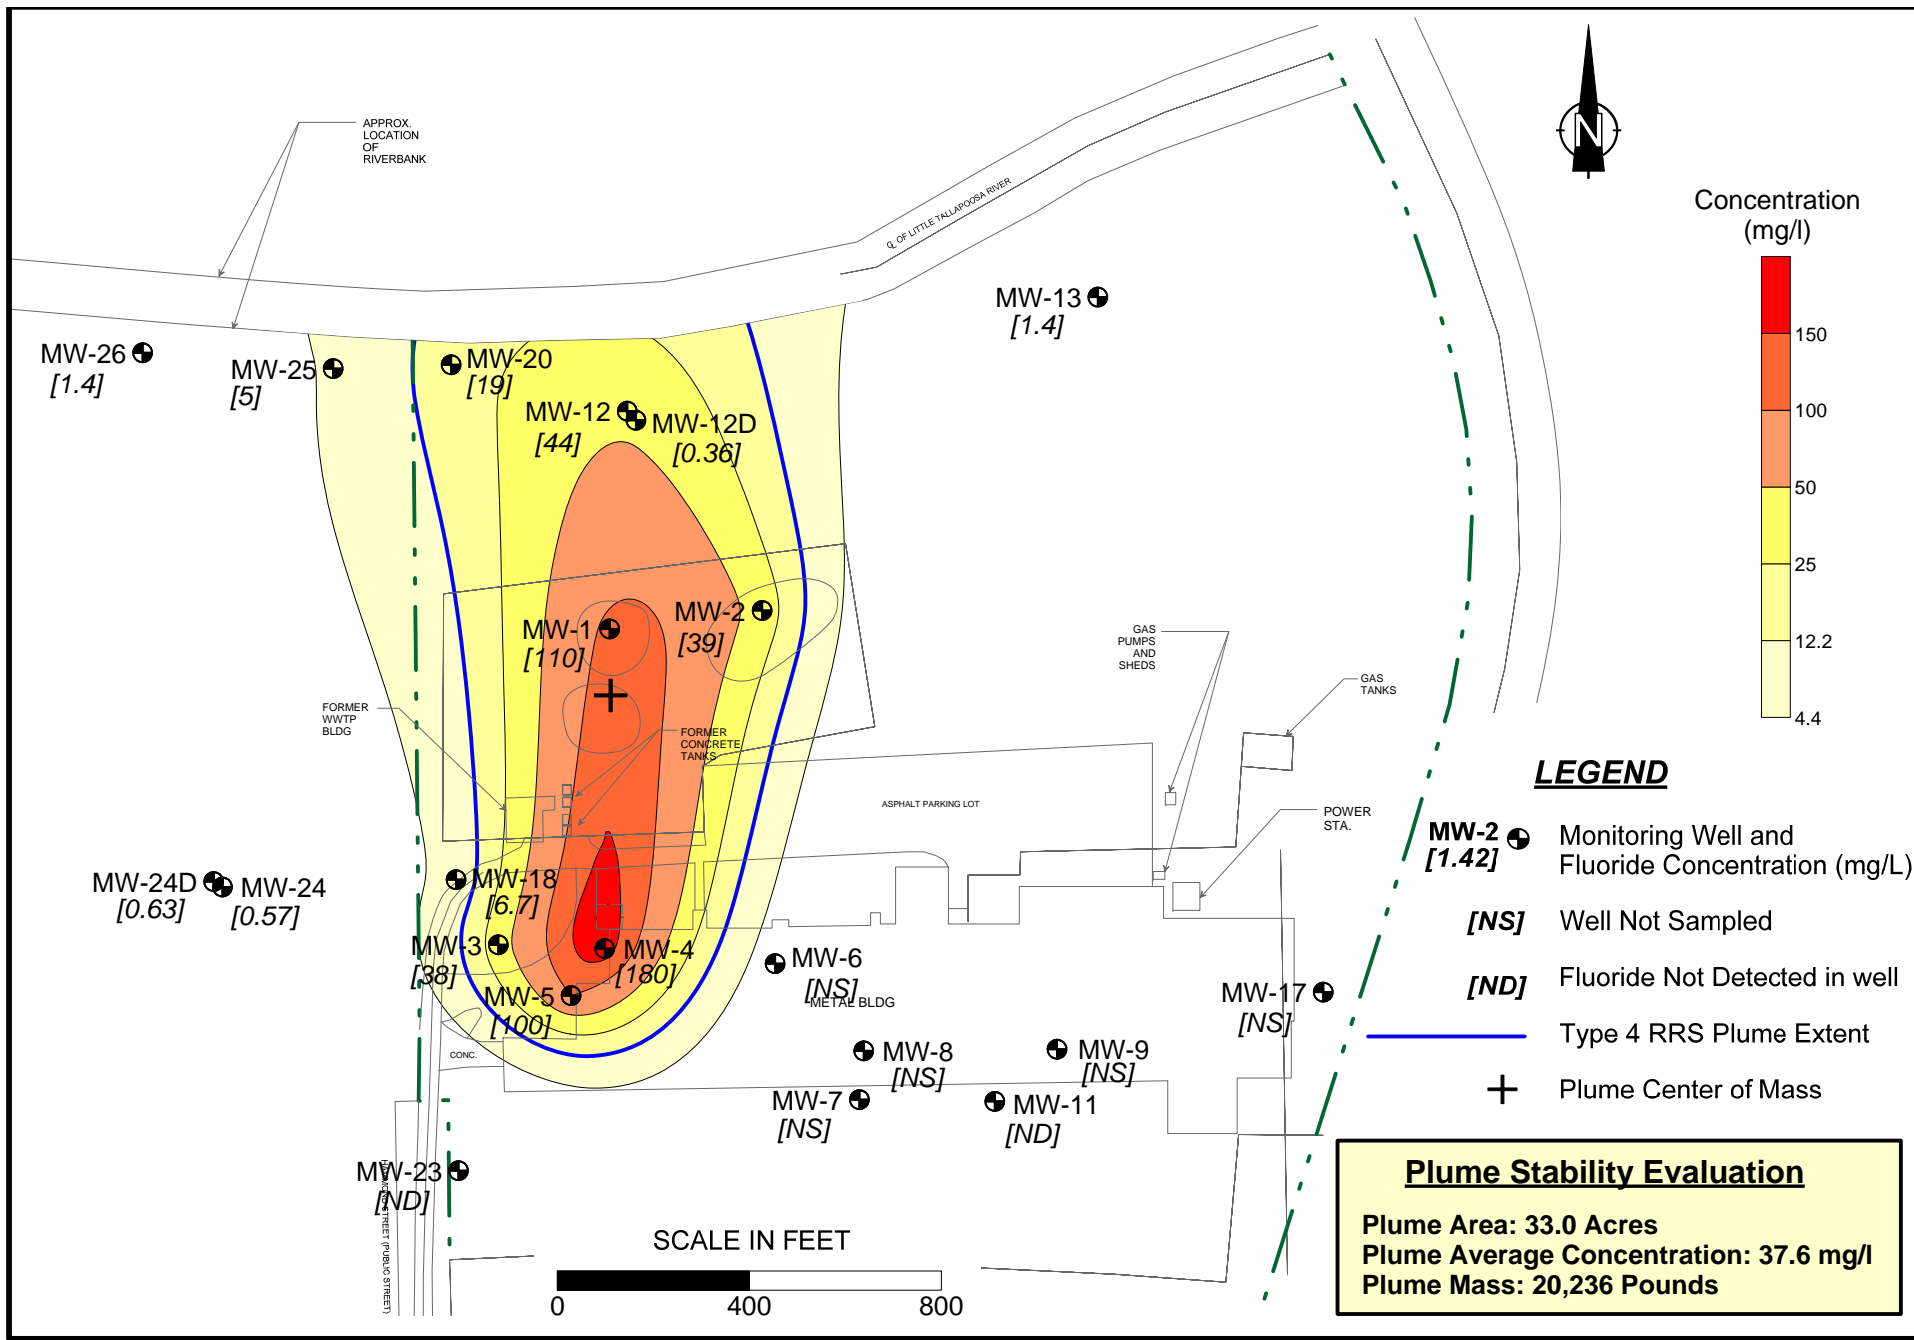 APPROX.
LOCATION
OF
RIVERBANK
℄ OF LITTLE TALLAPOOSA RIVER
N
Concentration
(mg/l)
150
100
50
25
12.2
4.4
MW-26
[1.4]
MW-25
[5]
MW-20
[19]
MW-12
[44]
MW-12D
[0.36]
MW-13
[1.4]
MW-1
[110]
MW-2
[39]
GAS
PUMPS
AND
SHEDS
GAS
TANKS
FORMER
WWTP
BLDG
FORMER
CONCRETE
TANKS
ASPHALT PARKING LOT
POWER
STA.
MW-24D
[0.63]
MW-24
[0.57]
MW-18
[6.7]
MW-3
[38]
MW-4
[180]
MW-5
[100]
MW-6
[NS]
METAL BLDG
MW-17
[NS]
CONC.
MW-8
[NS]
MW-9
[NS]
MW-7
[NS]
MW-11
[ND]
MW-23
[ND]
HAMMOND STREET (PUBLIC STREET)
SCALE IN FEET
0
400
800
LEGEND
MW-2
[1.42]
Monitoring Well and
Fluoride Concentration (mg/L)
[NS]
Well Not Sampled
[ND]
Fluoride Not Detected in well
Type 4 RRS Plume Extent
Plume Center of Mass
Plume Stability Evaluation
Plume Area: 33.0 Acres
Plume Average Concentration: 37.6 mg/l
Plume Mass: 20,236 Pounds